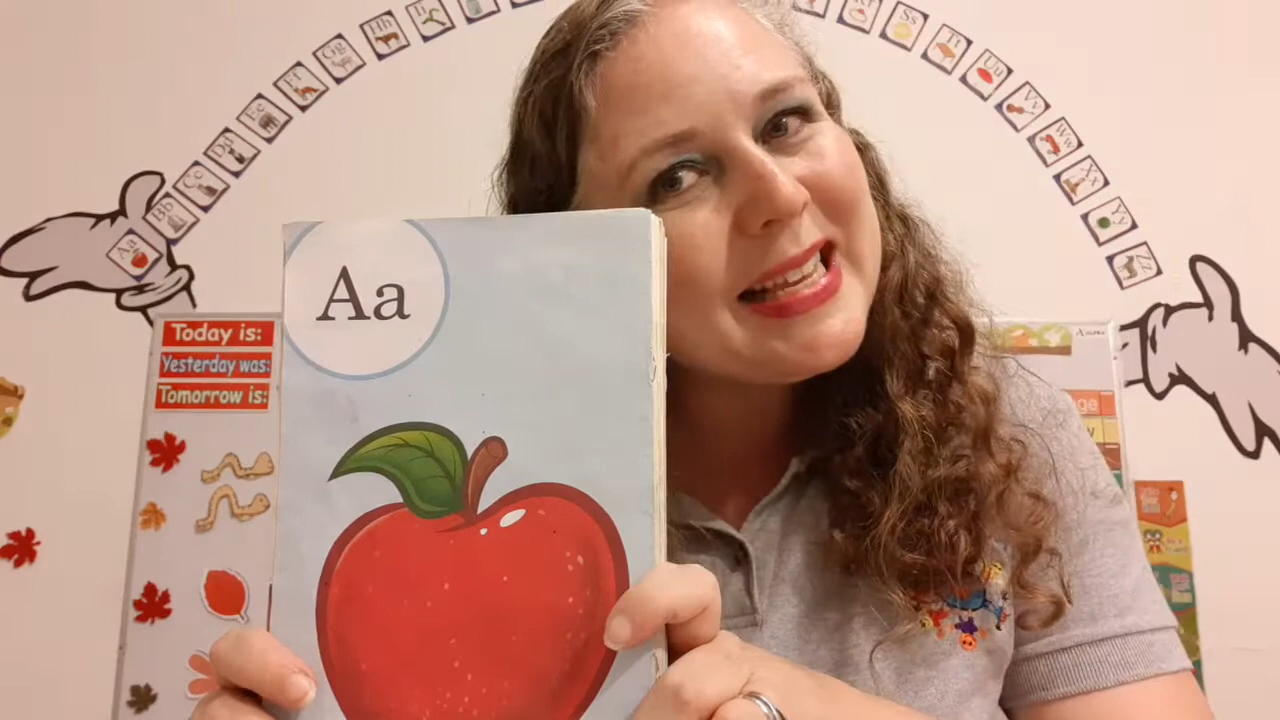 Aa
Bb
Cc
Dd
Ee
Ff
Gg
Hh
Ii
Ss
Tt
Uu
Vv
Ww
Xx
Yy
Zz
Aa
Today is:
Yesterday was:
Tomorrow is: